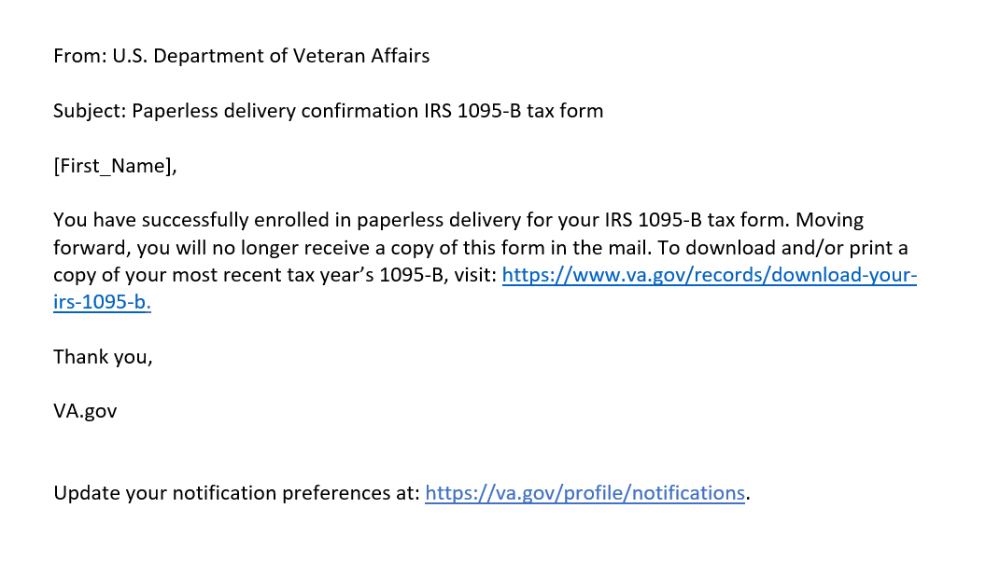 From: U.S. Department of Veteran Affairs
Subject: Paperless delivery confirmation IRS 1095-B tax form
[First_Name],
You have successfully enrolled in paperless delivery for your IRS 1095-B tax form. Moving
forward, you will no longer receive a copy of this form in the mail. To download and/or print a
copy of your most recent tax year’s 1095-B, visit: https://www.va.gov/records/download-your-
irs-1095-b.
Thank you,
VA.gov
Update your notification preferences at: https://va.gov/profile/notifications.